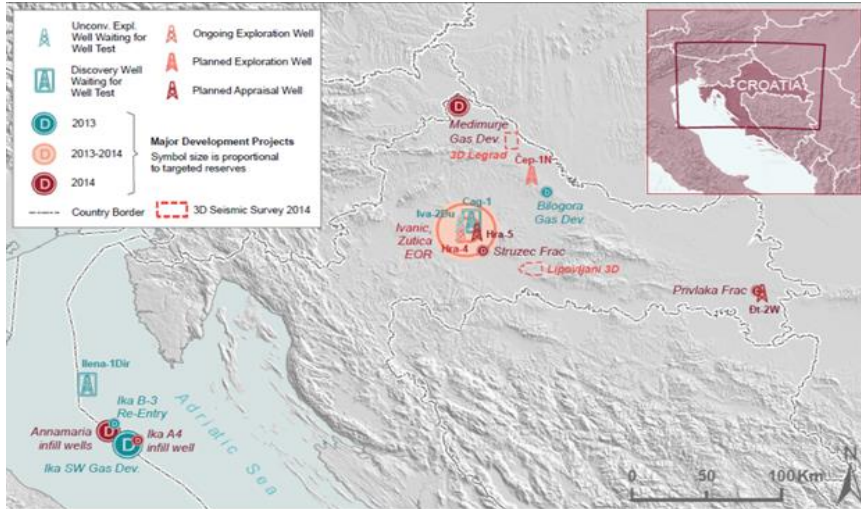 Unconv. Expl.
Well Waiting for
Well Test
Discovery Well
Waiting for
Well Test
Ongoing Exploration Well
Planned Exploration Well
Planned Appraisal Well
D 2013
D 2013-2014
D 2014
Major Development Projects
Symbol size is proportional
to targeted reserves
Country Border
3D Seismic Survey 2014
CROATIA
D
Medimurje
Gas Dev.
3D Legrad
Čep-1N
D
Bilogora
Gas Dev.
Cag-1
Iva-2Du
Ivanic,
Zutica
EOR
Hra-5
Hra-4
D Struzec Frac
Lipovljani 3D
Privlaka Frac
Đt-2W
Ilena-1Dir
Ika B-3
Re-Entry
Annamaria
infill wells
D
D
D
D
Ika A4
infill well
Ika SW Gas Dev.
Adriatic Sea
N
0 50 100 Km